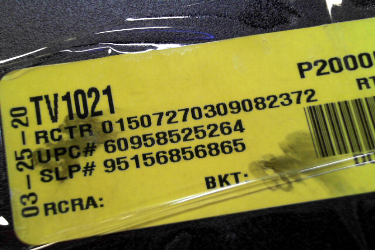 P2000
TV1021
RCTR 01507270309082372
UPC# 60958525264
SLP# 95156856865
RCRA:
BKT:
03-25-20